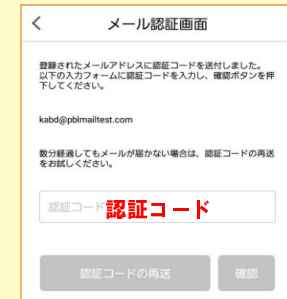 メール認証画面
登録されたメールアドレスに認証コードを送付しました。
以下の入力フォームに認証コードを入力し、確認ボタンを押
下してください。
kabd@pblmailtest.com
数分経過してもメールが届かない場合は、認証コードの再送
をお試しください。
認証コード 認証コード
認証コードの再送 確認